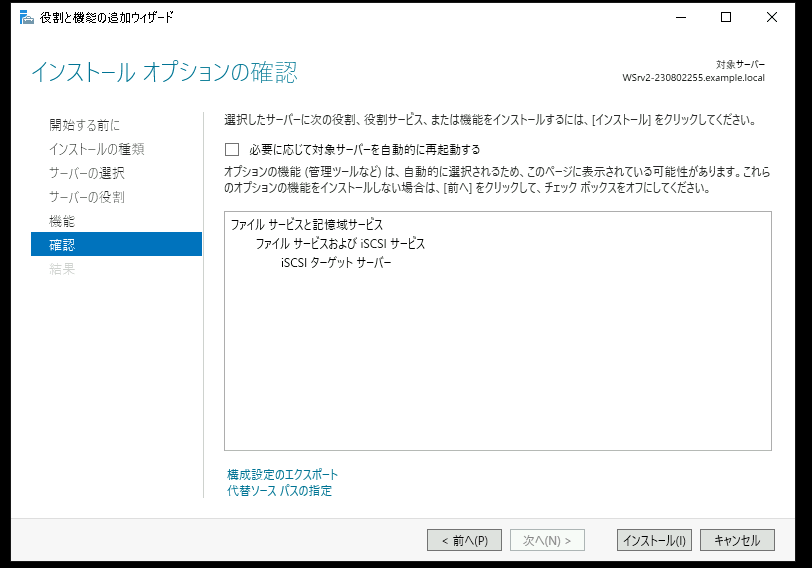 役割と機能の追加ウィザード
インストール オプションの確認
対象サーバー
WSrv2-230802255.example.local
開始する前に
インストールの種類
サーバーの選択
サーバーの役割
機能
確認
結果
選択したサーバーに次の役割、役割サービス、または機能をインストールするには、[インストール] をクリックしてください。
必要に応じて対象サーバーを自動的に再起動する
オプションの機能 (管理ツールなど) は、自動的に選択されるため、このページに表示されている可能性があります。これら
のオプションの機能をインストールしない場合は、[前へ] をクリックして、チェック ボックスをオフにしてください。
ファイル サービスと記憶域サービス
ファイル サービスおよび iSCSI サービス
iSCSI ターゲット サーバー
構成設定のエクスポート
代替ソース パスの指定
< 前へ(P)
次へ(N) >
インストール(I)
キャンセル